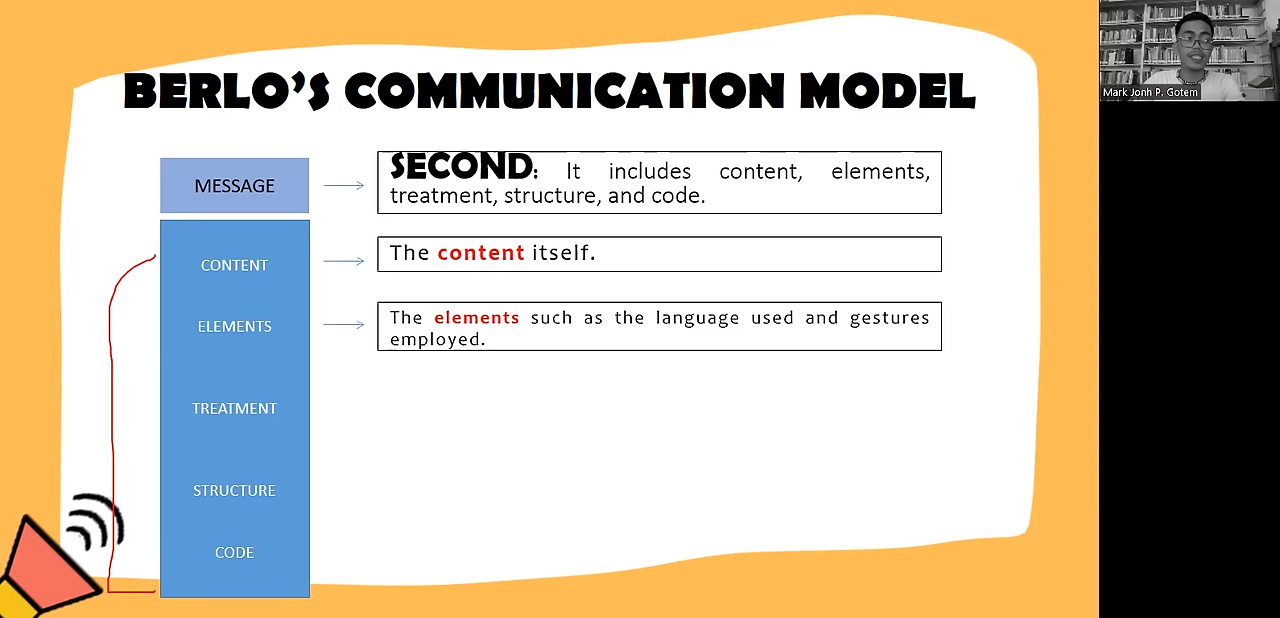 BERLO'S COMMUNICATION MODEL
MESSAGE
SECOND: It includes content, elements,
treatment, structure, and code.
CONTENT
The content itself.
ELEMENTS
The elements such as the language used and gestures
employed.
TREATMENT
STRUCTURE
CODE
Mark Jonh P. Gotem